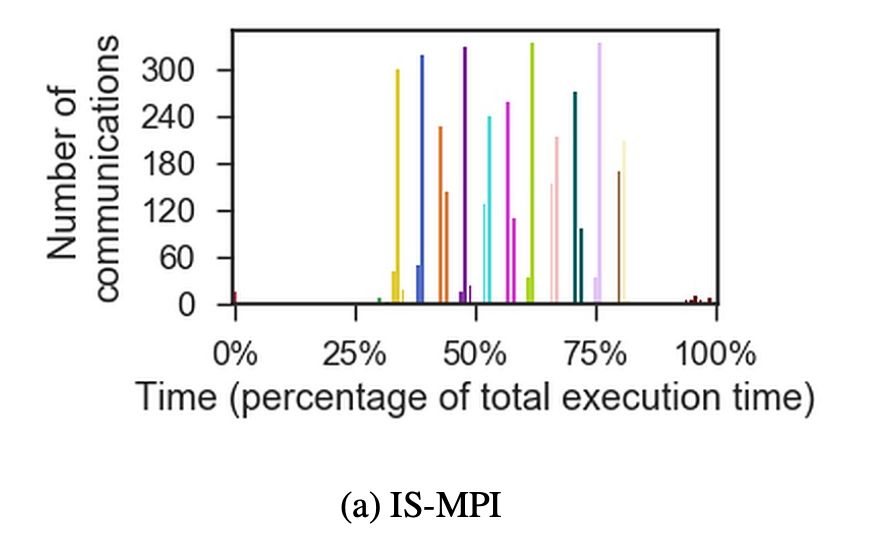 Number of
communications
300
240
180
120
60
0
0% 25% 50% 75% 100%
Time (percentage of total execution time)
(a) IS-MPI